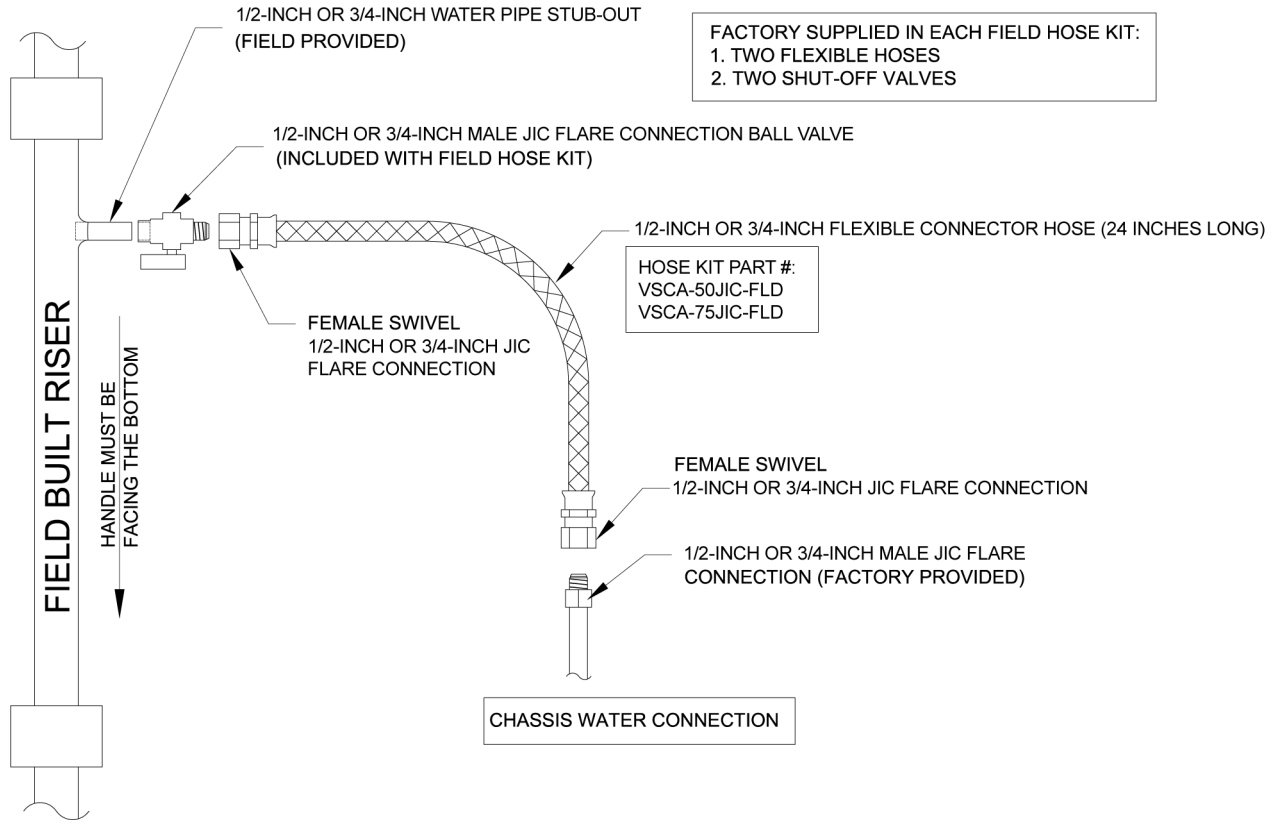 1/2-INCH OR 3/4-INCH WATER PIPE STUB-OUT
(FIELD PROVIDED)
FACTORY SUPPLIED IN EACH FIELD HOSE KIT:
1. TWO FLEXIBLE HOSES
2. TWO SHUT-OFF VALVES
1/2-INCH OR 3/4-INCH MALE JIC FLARE CONNECTION BALL VALVE
(INCLUDED WITH FIELD HOSE KIT)
1/2-INCH OR 3/4-INCH FLEXIBLE CONNECTOR HOSE (24 INCHES LONG)
HOSE KIT PART #:
VSCA-50JIC-FLD
VSCA-75JIC-FLD
FEMALE SWIVEL
1/2-INCH OR 3/4-INCH JIC
FLARE CONNECTION
FIELD BUILT RISER
HANDLE MUST BE
FACING THE BOTTOM
FEMALE SWIVEL
1/2-INCH OR 3/4-INCH JIC FLARE CONNECTION
1/2-INCH OR 3/4-INCH MALE JIC FLARE
CONNECTION (FACTORY PROVIDED)
CHASSIS WATER CONNECTION